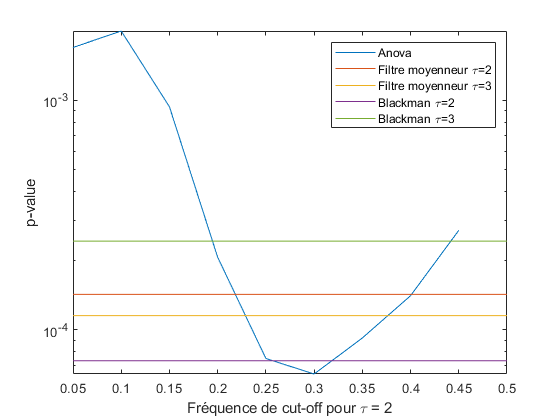 Anova
Filtre moyenneur τ=2
Filtre moyenneur τ=3
Blackman τ=2
Blackman τ=3
10^-3
10^-4
p-value
0.05 0.1 0.15 0.2 0.25 0.3 0.35 0.4 0.45 0.5
Fréquence de cut-off pour τ = 2